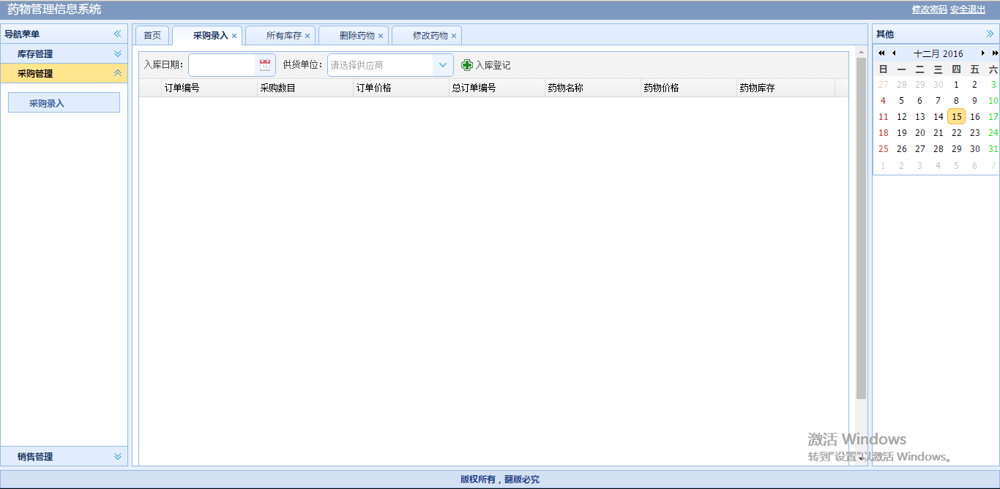 药物管理信息系统
修改密码 安全退出
导航菜单
库存管理
采购管理
采购录入
销售管理
首页 采购录入 所有库存 删除药物 修改药物
入库日期: 供货单位: 请选择供应商 入库登记
订单编号 采购数目 订单价格 总订单编号 药物名称 药物价格 药物库存
其他
十二月 2016
日 一 二 三 四 五 六
27 28 29 30 1 2 3
4 5 6 7 8 9 10
11 12 13 14 15 16 17
18 19 20 21 22 23 24
25 26 27 28 29 30 31
1 2 3 4 5 6 7
激活 Windows
转到"设置"以激活 Windows。
版权所有，翻版必究